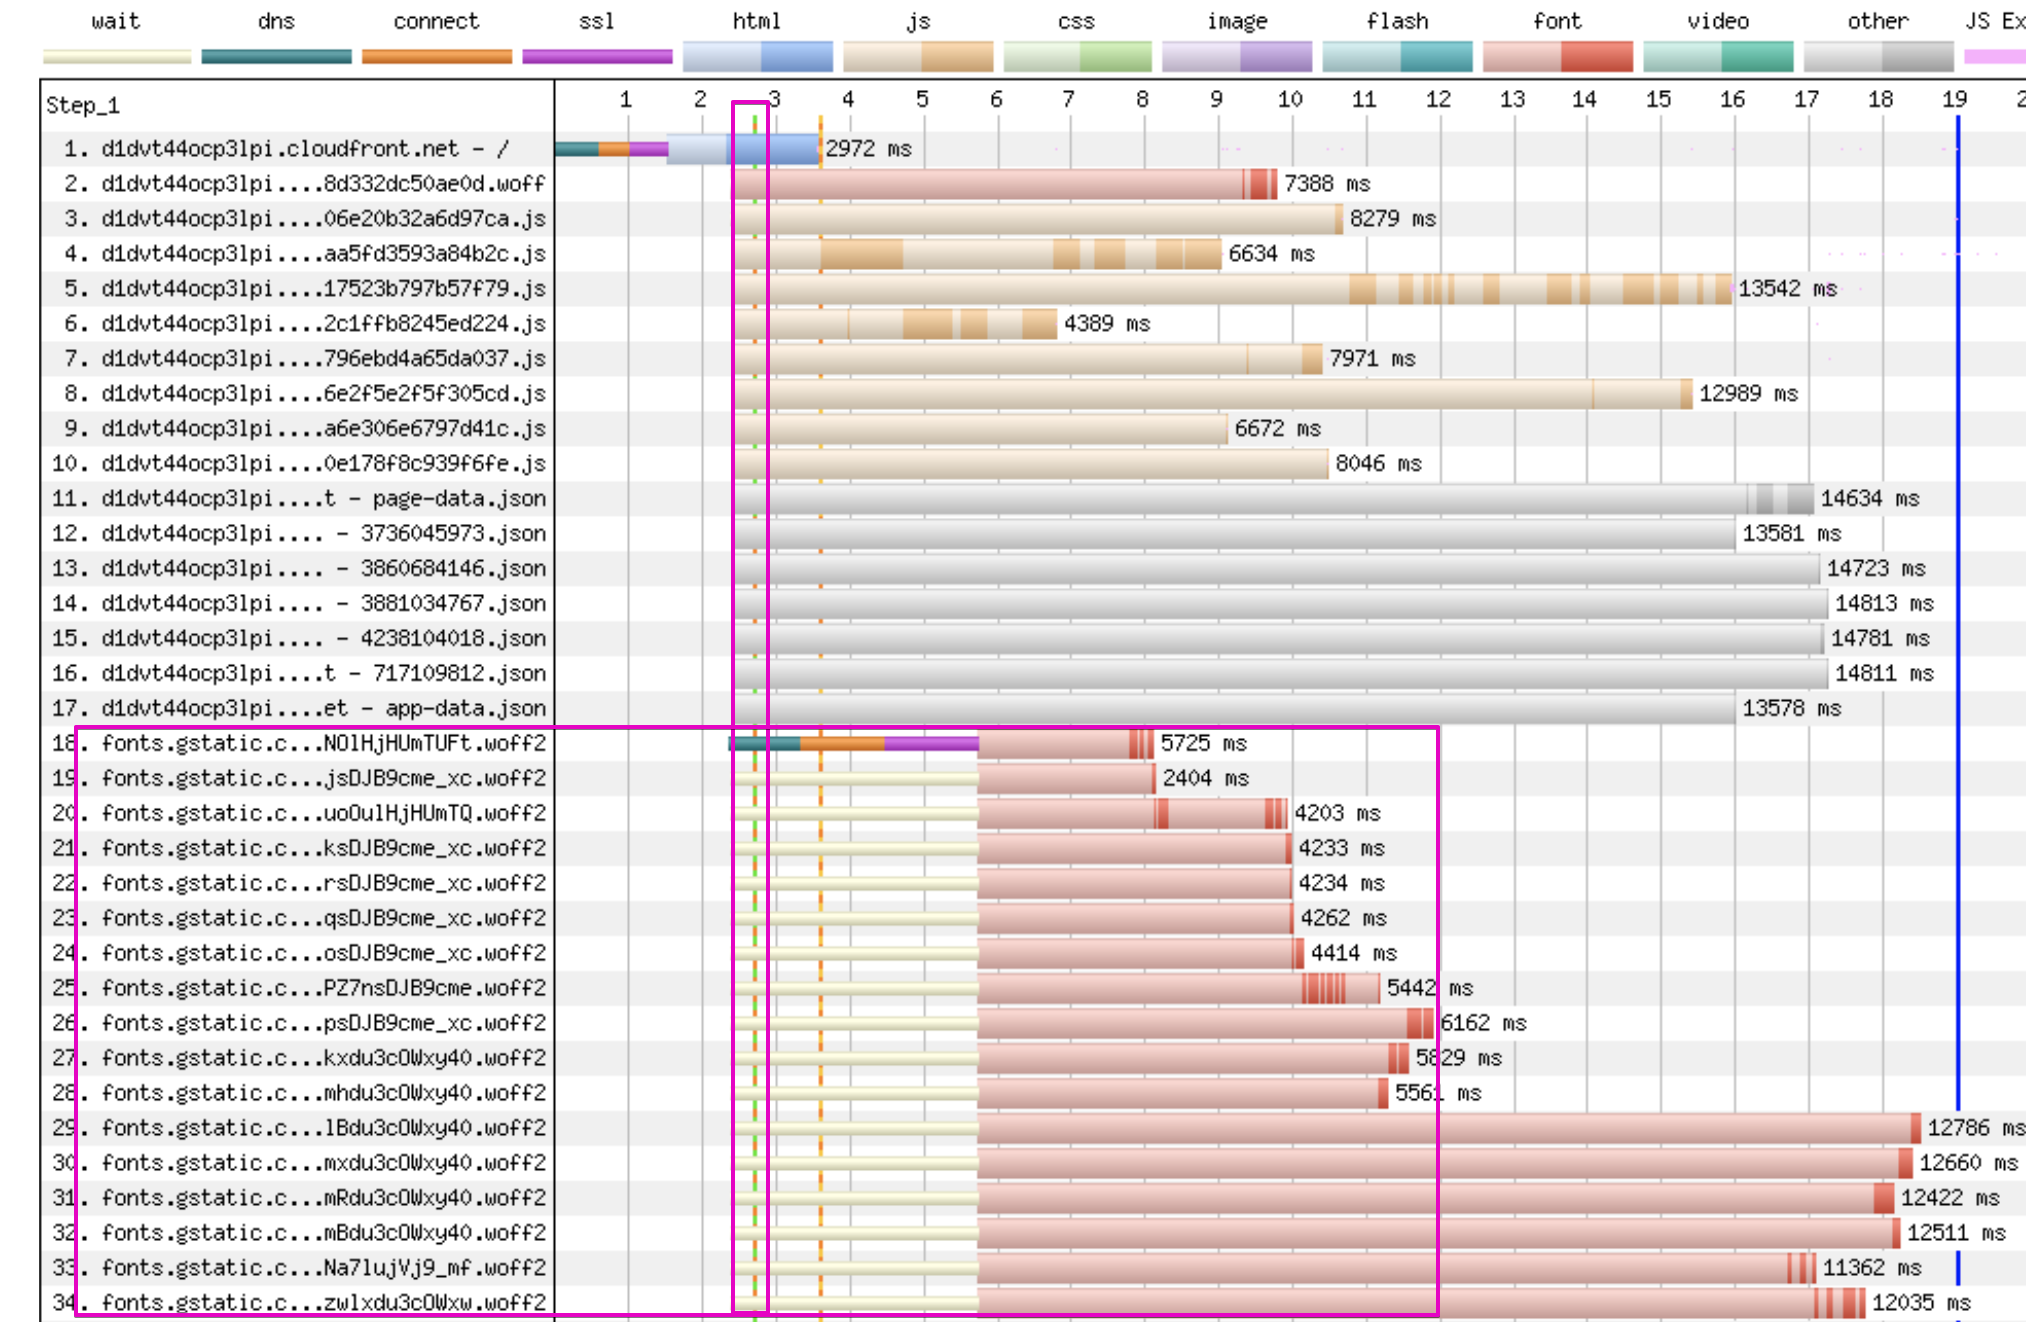 wait dns connect ssl html js css image flash font video other JS Ex
Step_1 1 2 3 4 5 6 7 8 9 10 11 12 13 14 15 16 17 18 19 2
1. d1dvt44ocp3lpi.cloudfront.net - / 2972 ms
2. d1dvt44ocp3lpi....8d332dc50ae0d.woff 7388 ms
3. d1dvt44ocp3lpi....06e20b32a6d97ca.js 8279 ms
4. d1dvt44ocp3lpi....aa5fd3593a84b2c.js 6634 ms
5. d1dvt44ocp3lpi....17523b797b57f79.js 13542 ms
6. d1dvt44ocp3lpi....2c1ffb8245ed224.js 4389 ms
7. d1dvt44ocp3lpi....796ebd4a65da037.js 7971 ms
8. d1dvt44ocp3lpi....6e2f5e2f5f305cd.js 12989 ms
9. d1dvt44ocp3lpi....a6e306e6797d41c.js 6672 ms
10. d1dvt44ocp3lpi....0e178f8c939f6fe.js 8046 ms
11. d1dvt44ocp3lpi....t - page-data.json 14634 ms
12. d1dvt44ocp3lpi.... - 3736045973.json 13581 ms
13. d1dvt44ocp3lpi.... - 3860684146.json 14723 ms
14. d1dvt44ocp3lpi.... - 3881034767.json 14813 ms
15. d1dvt44ocp3lpi.... - 4238104018.json 14781 ms
16. d1dvt44ocp3lpi....t - 717109812.json 14811 ms
17. d1dvt44ocp3lpi....et - app-data.json 13578 ms
18. fonts.gstatic.c...NOlHjHUmTUFt.woff2 5725 ms
19. fonts.gstatic.c...jsDJB9cme_xc.woff2 2404 ms
20. fonts.gstatic.c...uoOulHjHUmTQ.woff2 4203 ms
21. fonts.gstatic.c...ksDJB9cme_xc.woff2 4233 ms
22. fonts.gstatic.c...rsDJB9cme_xc.woff2 4234 ms
23. fonts.gstatic.c...qsDJB9cme_xc.woff2 4262 ms
24. fonts.gstatic.c...osDJB9cme_xc.woff2 4414 ms
25. fonts.gstatic.c...PZ7nsDJB9cme.woff2 5442 ms
26. fonts.gstatic.c...psDJB9cme_xc.woff2 6162 ms
27. fonts.gstatic.c...kxdu3cOWxy40.woff2 5829 ms
28. fonts.gstatic.c...mhdu3cOWxy40.woff2 5561 ms
29. fonts.gstatic.c...lBdu3cOWxy40.woff2 12786 ms
30. fonts.gstatic.c...mxdu3cOWxy40.woff2 12660 ms
31. fonts.gstatic.c...mRdu3cOWxy40.woff2 12422 ms
32. fonts.gstatic.c...mBdu3cOWxy40.woff2 12511 ms
33. fonts.gstatic.c...Na7lujVj9_mf.woff2 11362 ms
34. fonts.gstatic.c...zwlxdu3cOWxw.woff2 12035 ms